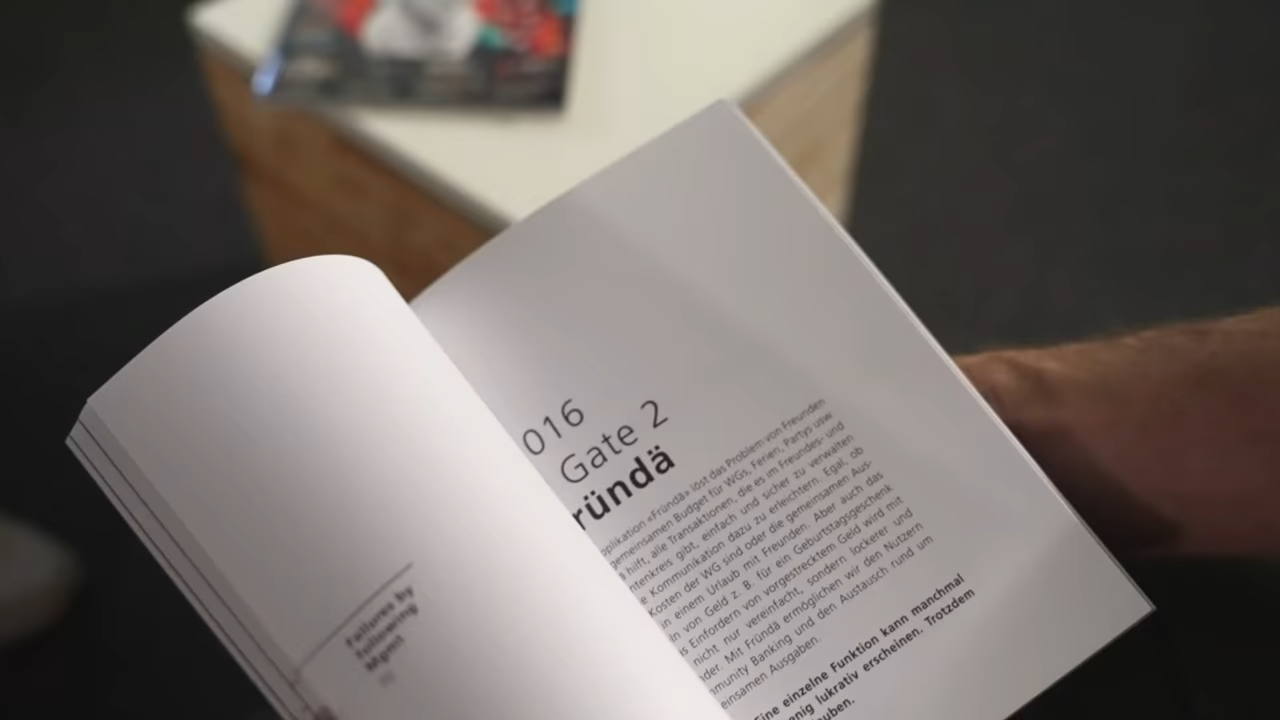 Failures by
following
Mgmt
016
Gate 2
ründä
pplikation «Fründä» löst das Problem von Freunden
gemeinsamen Budget für WGs, Ferien, Partys usw
hilft, alle Transaktionen, die es im Freundes- und
ntenkreis gibt, einfach und sicher zu verwalten
e Kommunikation dazu zu erleichtern. Egal, ob
Kosten der WG sind oder die gemeinsamen Aus-
in einem Urlaub mit Freunden. Aber auch das
ln von Geld z. B. für ein Geburtstagsgeschenk
s Einfordern von vorgestrecktem Geld wird mit
nicht nur vereinfacht, sondern lockerer und
der. Mit Fründä ermöglichen wir den Nutzern
munity Banking und den Austausch rund um
einsamen Ausgaben.
Eine einzelne Funktion kann manchmal
enig lukrativ erscheinen. Trotzdem
auben.